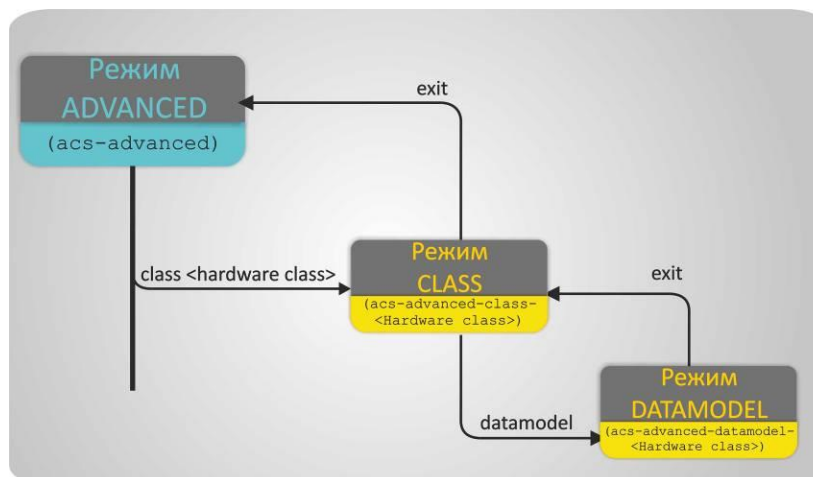 Режим
ADVANCED
(acs-advanced)
exit
class <hardware class>
Режим
CLASS
(acs-advanced-class-
<Hardware class>)
exit
datamodel
Режим
DATAMODEL
(acs-advanced-datamodel-
<Hardware class>)